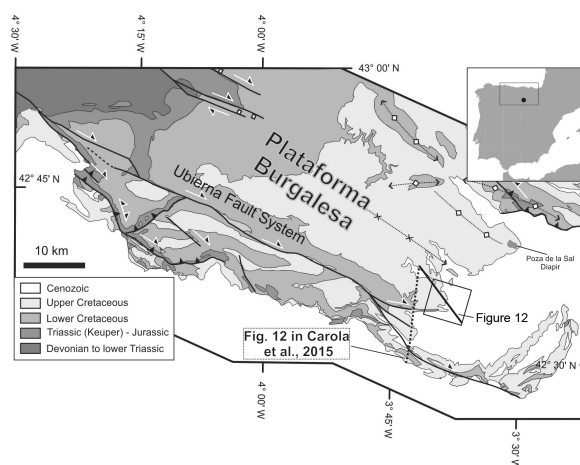 4° 30' W
4° 15' W
4° 00' W
43° 00' N
42° 45' N
Plataforma
Burgalesa
Ubierna Fault System
10 km
Poza de la Sal
Diapir
Cenozoic
Upper Cretaceous
Lower Cretaceous
Triassic (Keuper) - Jurassic
Devonian to lower Triassic
Figure 12
Fig. 12 in Carola
et al., 2015
42° 30' N
4° 00' W
3° 45' W
3° 30' W